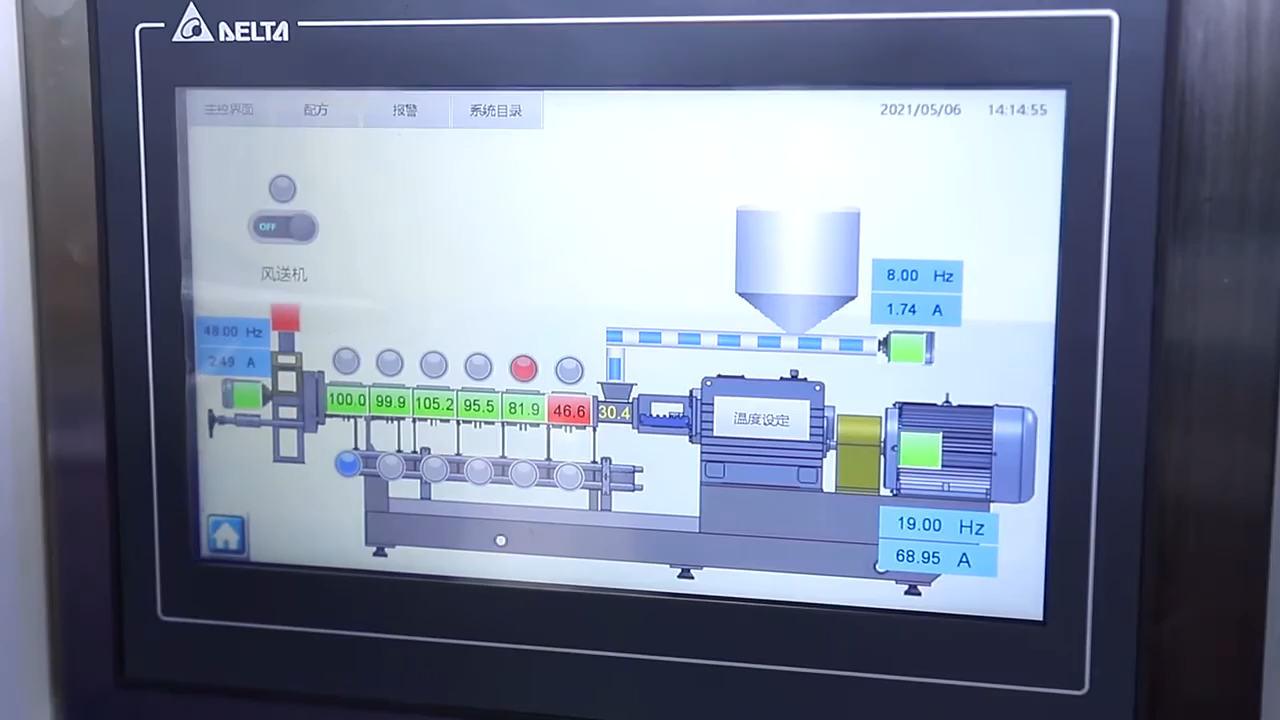 DELTA
主控界面 配方 报警 系统目录 2021/05/06 14:14:55
OFF
风送机
8.00 Hz
1.74 A
48.00 Hz
2.49 A
100.0 99.9 105.2 95.5 81.9 46.6 30.4
温度设定
19.00 Hz
68.95 A